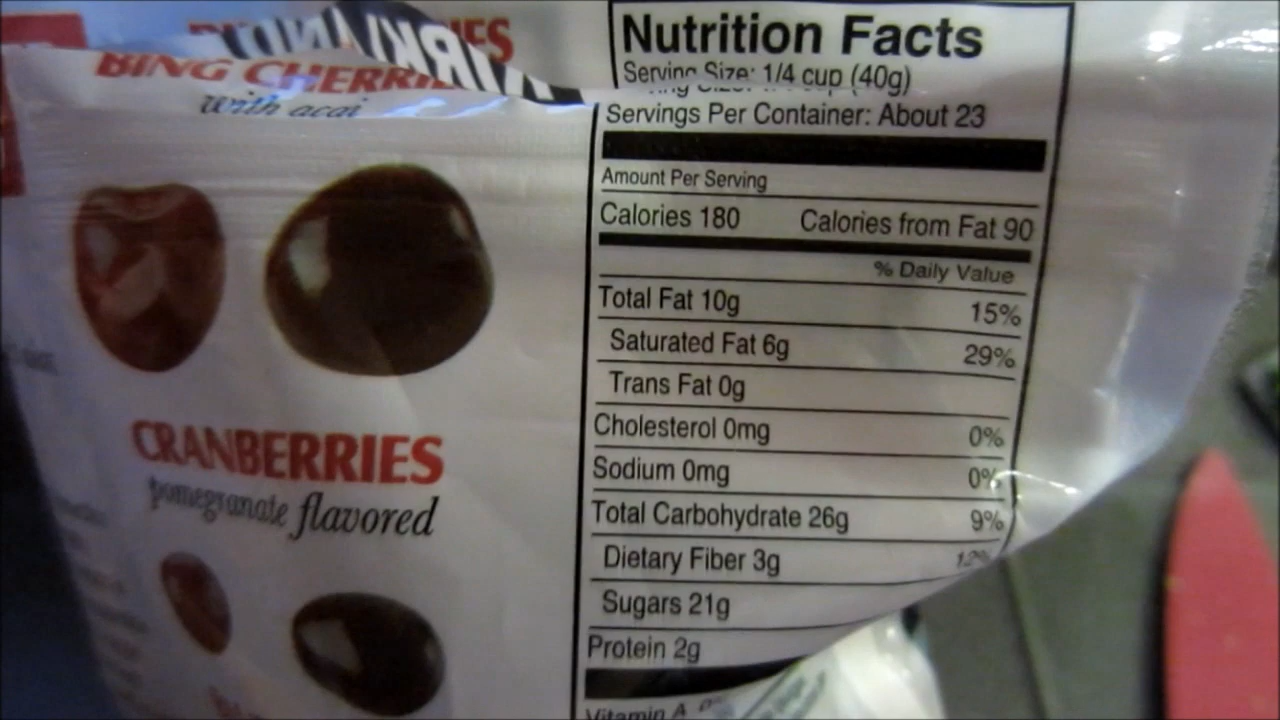 BING CHERRIES
with acai
CRANBERRIES
pomegranate flavored
Nutrition Facts
Serving Size: 1/4 cup (40g)
Servings Per Container: About 23
Amount Per Serving
Calories 180 Calories from Fat 90
% Daily Value
Total Fat 10g 15%
Saturated Fat 6g 29%
Trans Fat 0g
Cholesterol 0mg 0%
Sodium 0mg 0%
Total Carbohydrate 26g 9%
Dietary Fiber 3g 12%
Sugars 21g
Protein 2g
Vitamin A